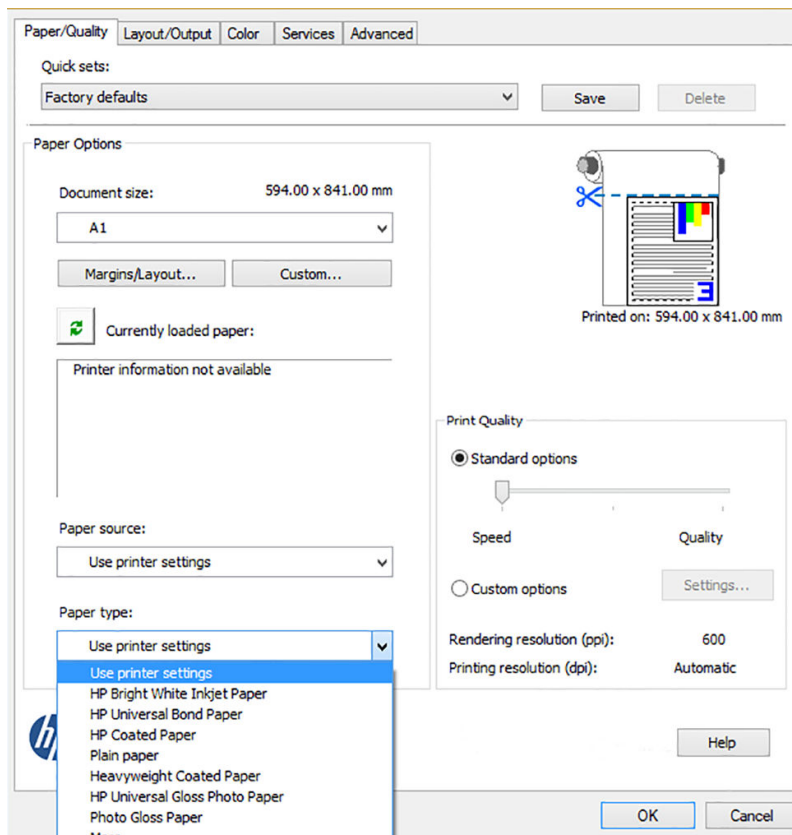 Paper/Quality Layout/Output Color Services Advanced
Quick sets:
Factory defaults Save Delete
Paper Options
Document size: 594.00 x 841.00 mm
A1
Margins/Layout... Custom...
Currently loaded paper:
Printer information not available
Paper source:
Use printer settings
Paper type:
Use printer settings
Use printer settings
HP Bright White Inkjet Paper
HP Universal Bond Paper
HP Coated Paper
Plain paper
Heavyweight Coated Paper
HP Universal Gloss Photo Paper
Photo Gloss Paper
3
Printed on: 594.00 x 841.00 mm
Print Quality
Standard options
Speed Quality
Custom options Settings...
Rendering resolution (ppi): 600
Printing resolution (dpi): Automatic
Help
OK Cancel